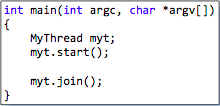 int main(int argc, char *argv[])
{
MyThread myt;
myt.start();
myt.join();
}